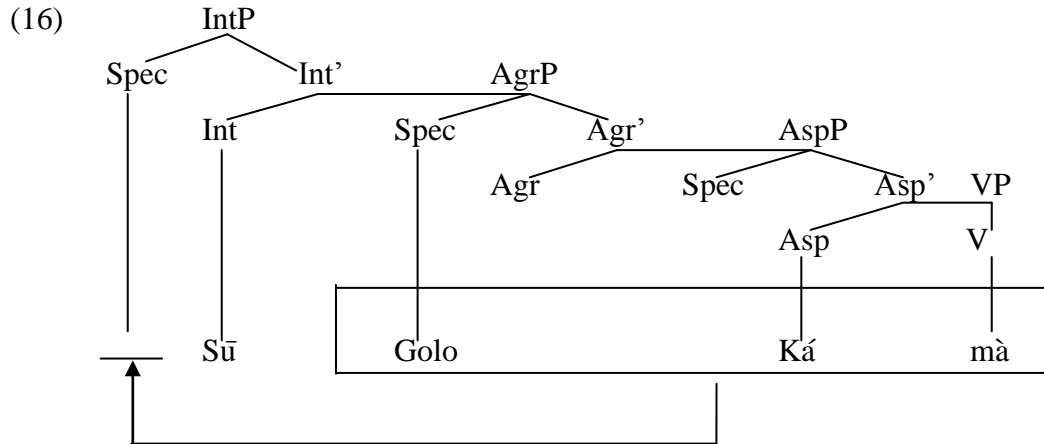 (16) IntP
Spec Int’ AgrP
Int Spec Agr’ AspP
Agr Spec Asp’ VP
Asp V
Sū Golo Ká mà